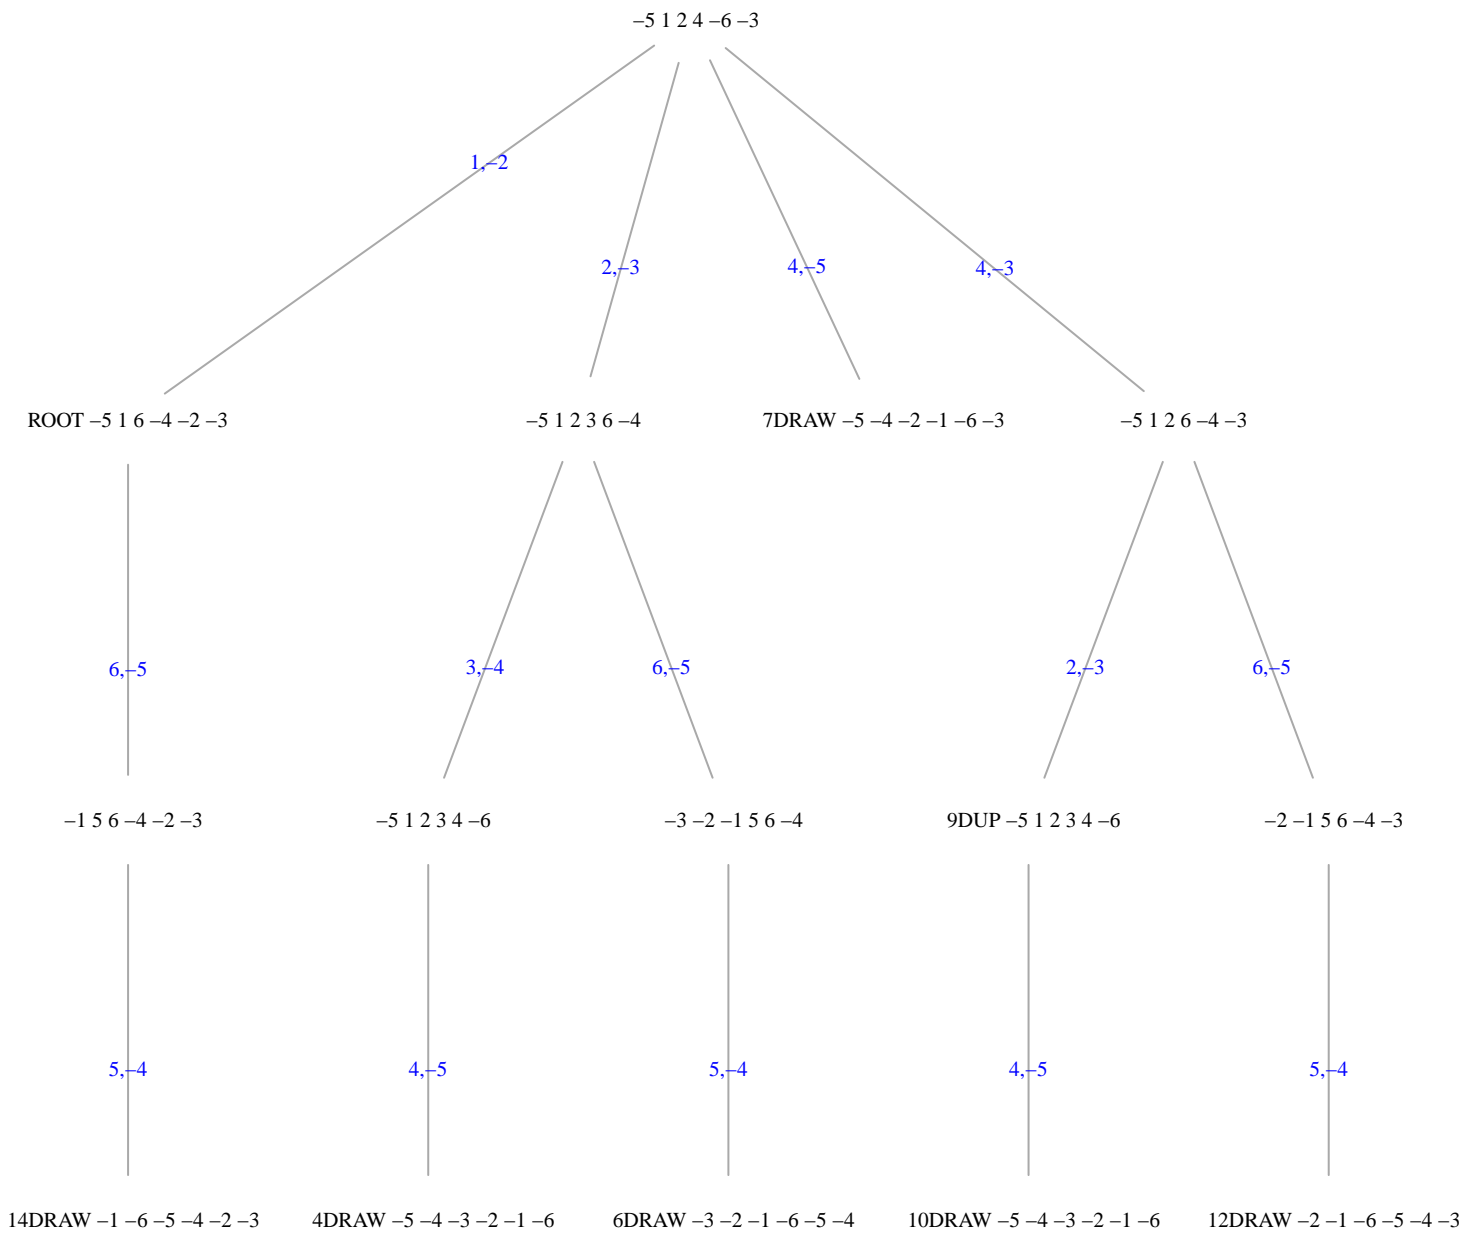 –5 1 2 4 –6 –3
1,–2
2,–3
4,–5
4,–3
ROOT –5 1 6 –4 –2 –3
–5 1 2 3 6 –4
7DRAW –5 –4 –2 –1 –6 –3
–5 1 2 6 –4 –3
6,–5
3,–4
6,–5
2,–3
6,–5
–1 5 6 –4 –2 –3
–5 1 2 3 4 –6
–3 –2 –1 5 6 –4
9DUP –5 1 2 3 4 –6
–2 –1 5 6 –4 –3
5,–4
4,–5
5,–4
4,–5
5,–4
14DRAW –1 –6 –5 –4 –2 –3
4DRAW –5 –4 –3 –2 –1 –6
6DRAW –3 –2 –1 –6 –5 –4
10DRAW –5 –4 –3 –2 –1 –6
12DRAW –2 –1 –6 –5 –4 –3